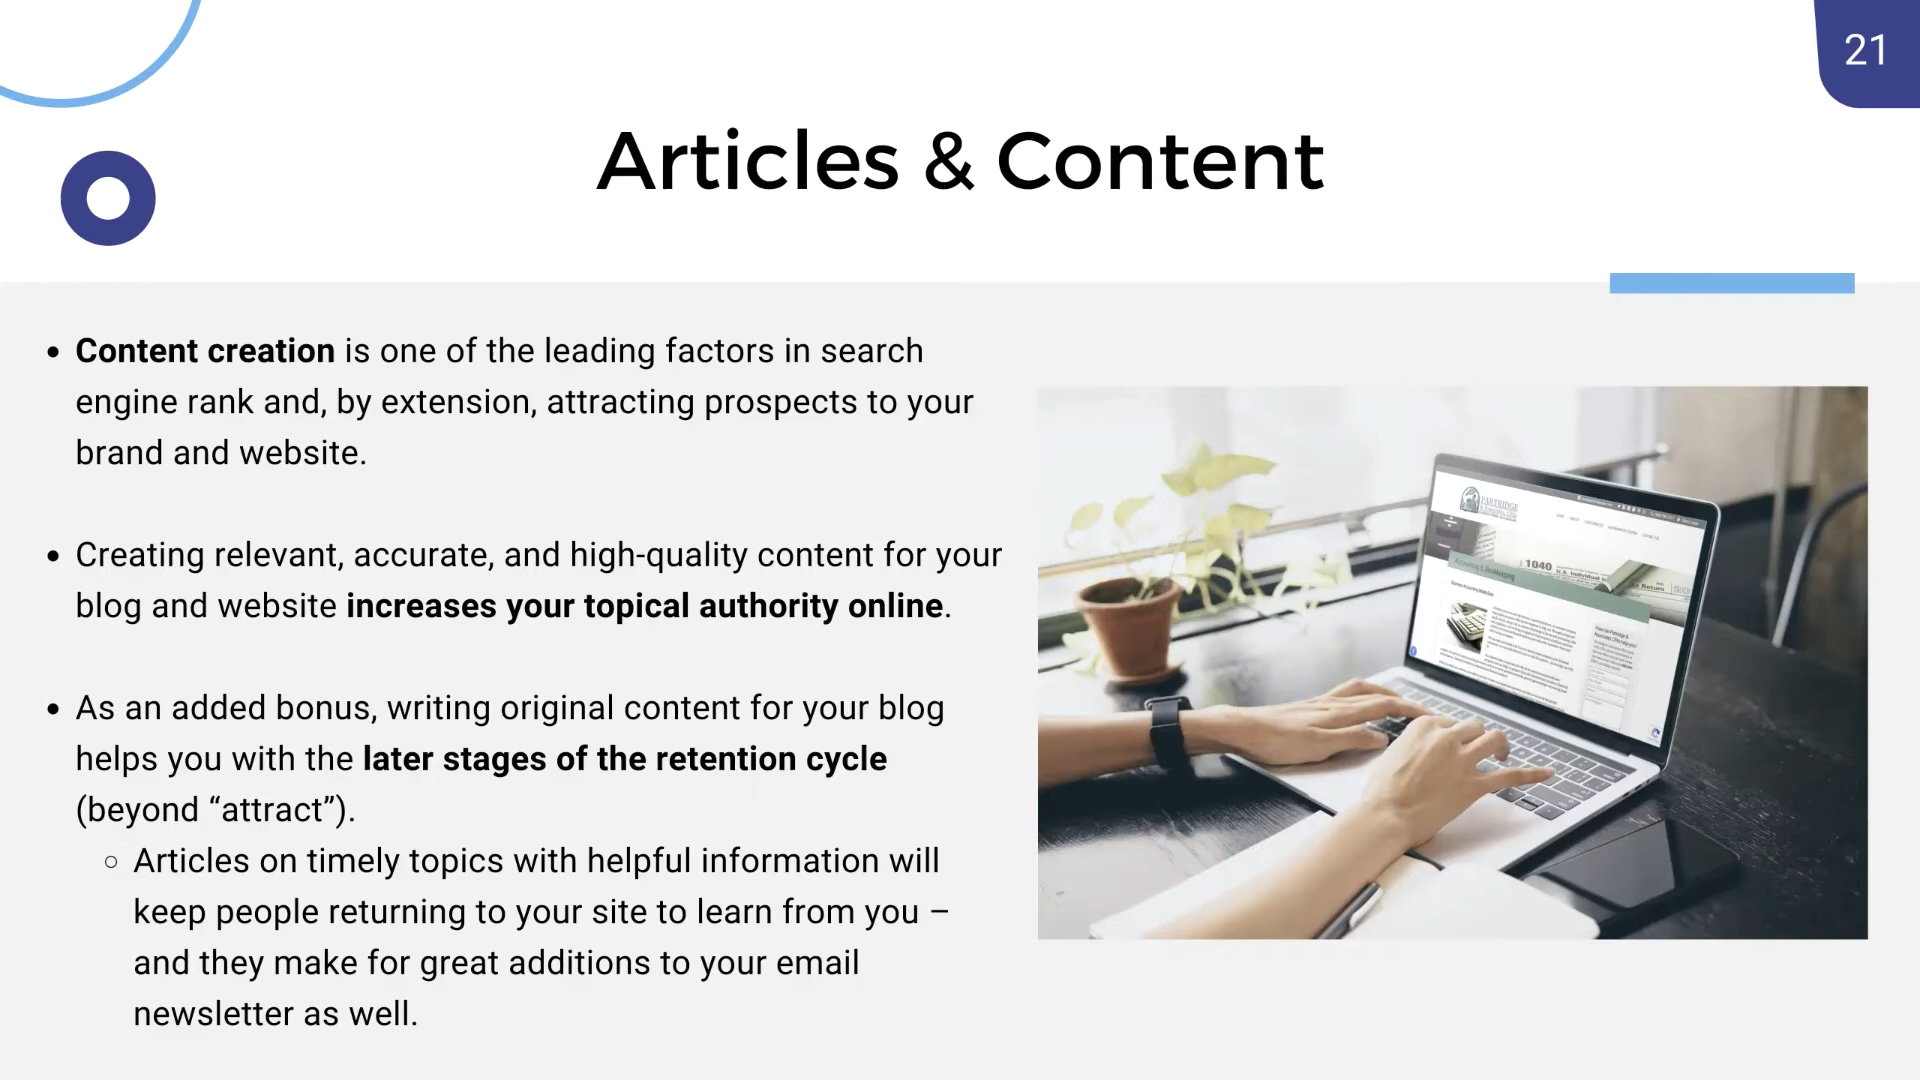 21
Articles & Content
• Content creation is one of the leading factors in search
engine rank and, by extension, attracting prospects to your
brand and website.
• Creating relevant, accurate, and high-quality content for your
blog and website increases your topical authority online.
• As an added bonus, writing original content for your blog
helps you with the later stages of the retention cycle
(beyond “attract”).
○ Articles on timely topics with helpful information will
keep people returning to your site to learn from you –
and they make for great additions to your email
newsletter as well.
PARTRIDGE
1040
U.S. Individual
Return
Accounting & Bookkeeping